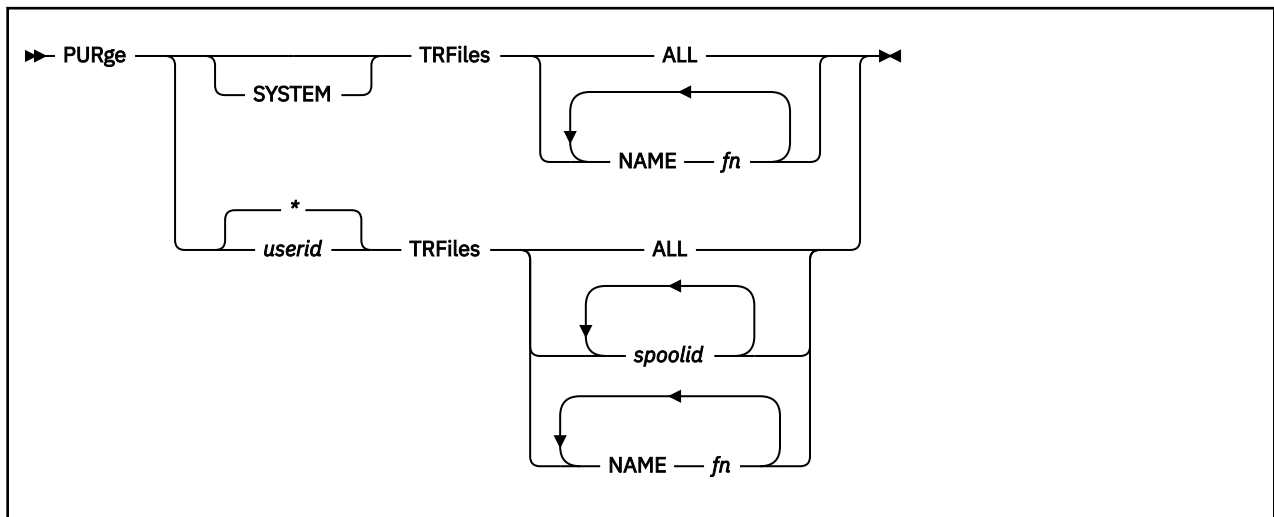 PURge TRFiles ALL
SYSTEM
NAME fn
*
userid TRFiles ALL
spoolid
NAME fn